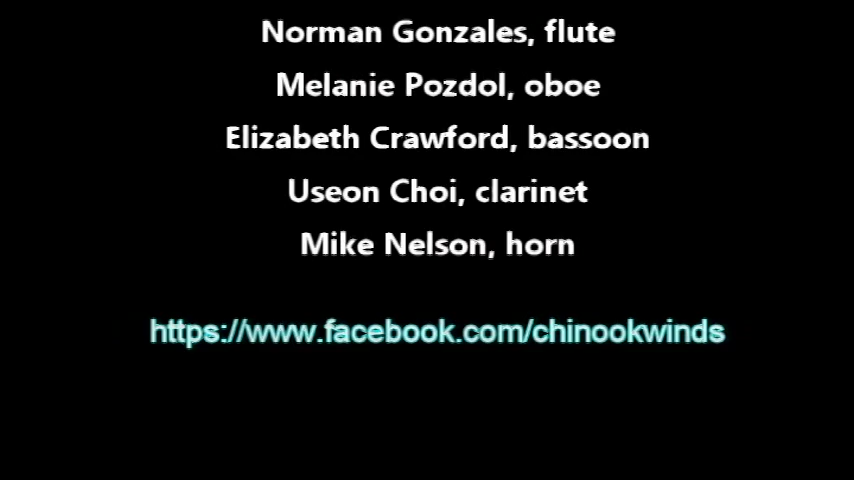 Norman Gonzales, flute
Melanie Pozdol, oboe
Elizabeth Crawford, bassoon
Useon Choi, clarinet
Mike Nelson, horn
https://www.facebook.com/chinookwinds